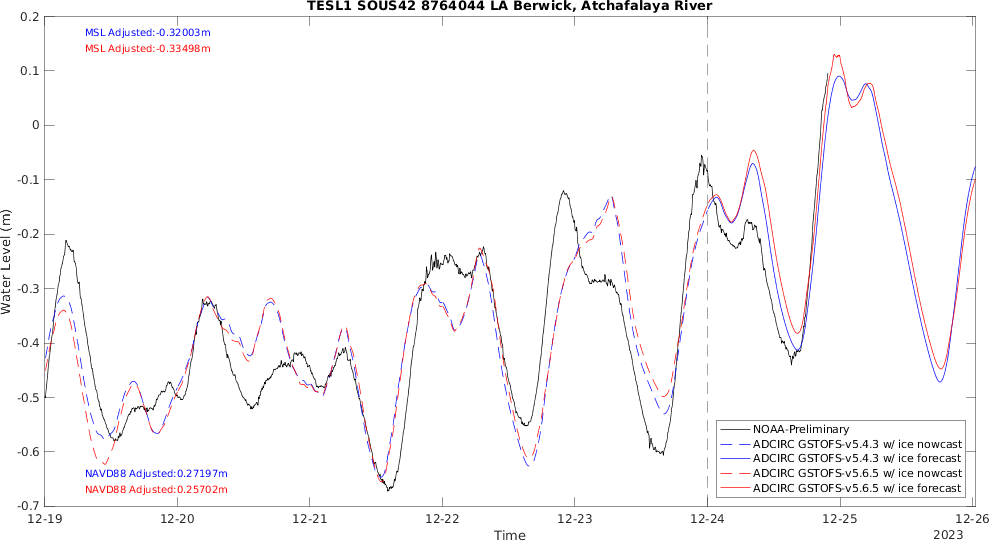 TESL1 SOUS42 8764044 LA Berwick, Atchafalaya River
MSL Adjusted:-0.32003m
MSL Adjusted:-0.33498m
0.2
0.1
0
-0.1
-0.2
-0.3
-0.4
-0.5
-0.6
-0.7
Water Level (m)
NAVD88 Adjusted:0.27197m
NAVD88 Adjusted:0.25702m
NOAA-Preliminary
ADCIRC GSTOFS-v5.4.3 w/ ice nowcast
ADCIRC GSTOFS-v5.4.3 w/ ice forecast
ADCIRC GSTOFS-v5.6.5 w/ ice nowcast
ADCIRC GSTOFS-v5.6.5 w/ ice forecast
12-19 12-20 12-21 12-22 12-23 12-24 12-25 12-26
Time
2023